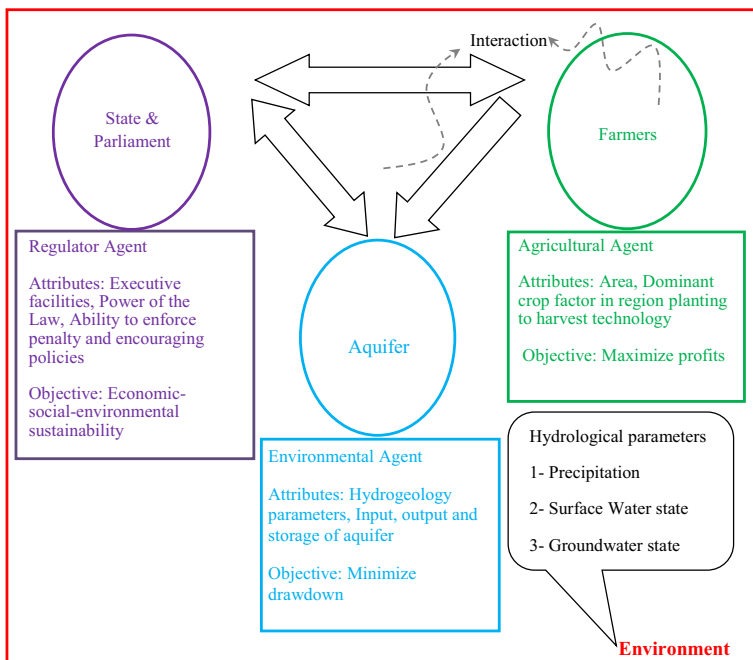 Interaction
State &
Parliament
Farmers
Regulator Agent
Attributes: Executive
facilities, Power of the
Law, Ability to enforce
penalty and encouraging
policies
Objective: Economic-
social-environmental
sustainability
Agricultural Agent
Attributes: Area, Dominant
crop factor in region planting
to harvest technology
Objective: Maximize profits
Aquifer
Environmental Agent
Attributes: Hydrogeology
parameters, Input, output and
storage of aquifer
Objective: Minimize
drawdown
Hydrological parameters
1- Precipitation
2- Surface Water state
3- Groundwater state
Environment